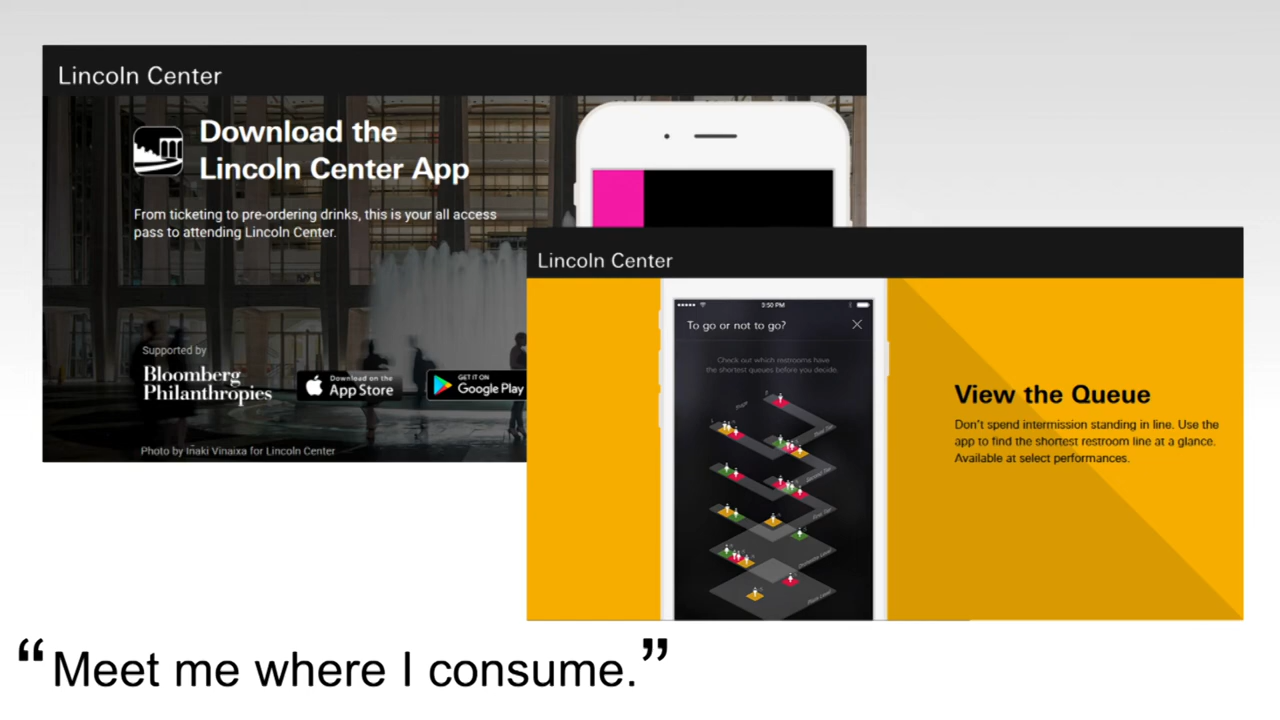 Lincoln Center
Download the
Lincoln Center App
From ticketing to pre-ordering drinks, this is your all access
pass to attending Lincoln Center.
Supported by
Bloomberg
Philanthropies
Download on the
App Store
GET IT ON
Google Play
Photo by Iñaki Vinaixa for Lincoln Center
Lincoln Center
3:50 PM
To go or not to go?
Check out which restrooms have
the shortest queues before you decide.
View the Queue
Don't spend intermission standing in line. Use the
app to find the shortest restroom line at a glance.
Available at select performances.
“Meet me where I consume.”